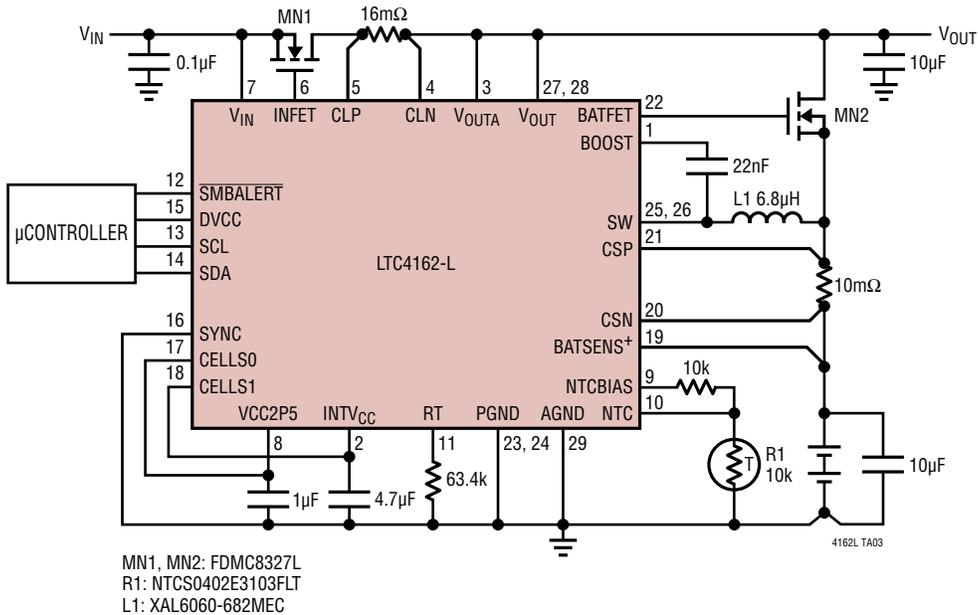 VIN
MN1
16mΩ
VOUT
0.1µF
10µF
7
6
5
4
3
27, 28
VIN
INFET
CLP
CLN
VOUTA
VOUT
BATFET
22
MN2
BOOST
1
22nF
12
SMBALERT
15
DVCC
µCONTROLLER
13
SCL
14
SDA
LTC4162-L
SW
25, 26
L1 6.8µH
CSP
21
10mΩ
16
SYNC
17
CELLS0
18
CELLS1
CSN
20
BATSENS+
19
NTCBIAS
9
10k
NTC
10
VCC2P5
INTVCC
RT
PGND
AGND
8
2
11
23, 24
29
1µF
4.7µF
63.4k
T
R1
10k
10µF
4162L TA03
MN1, MN2: FDMC8327L
R1: NTCS0402E3103FLT
L1: XAL6060-682MEC